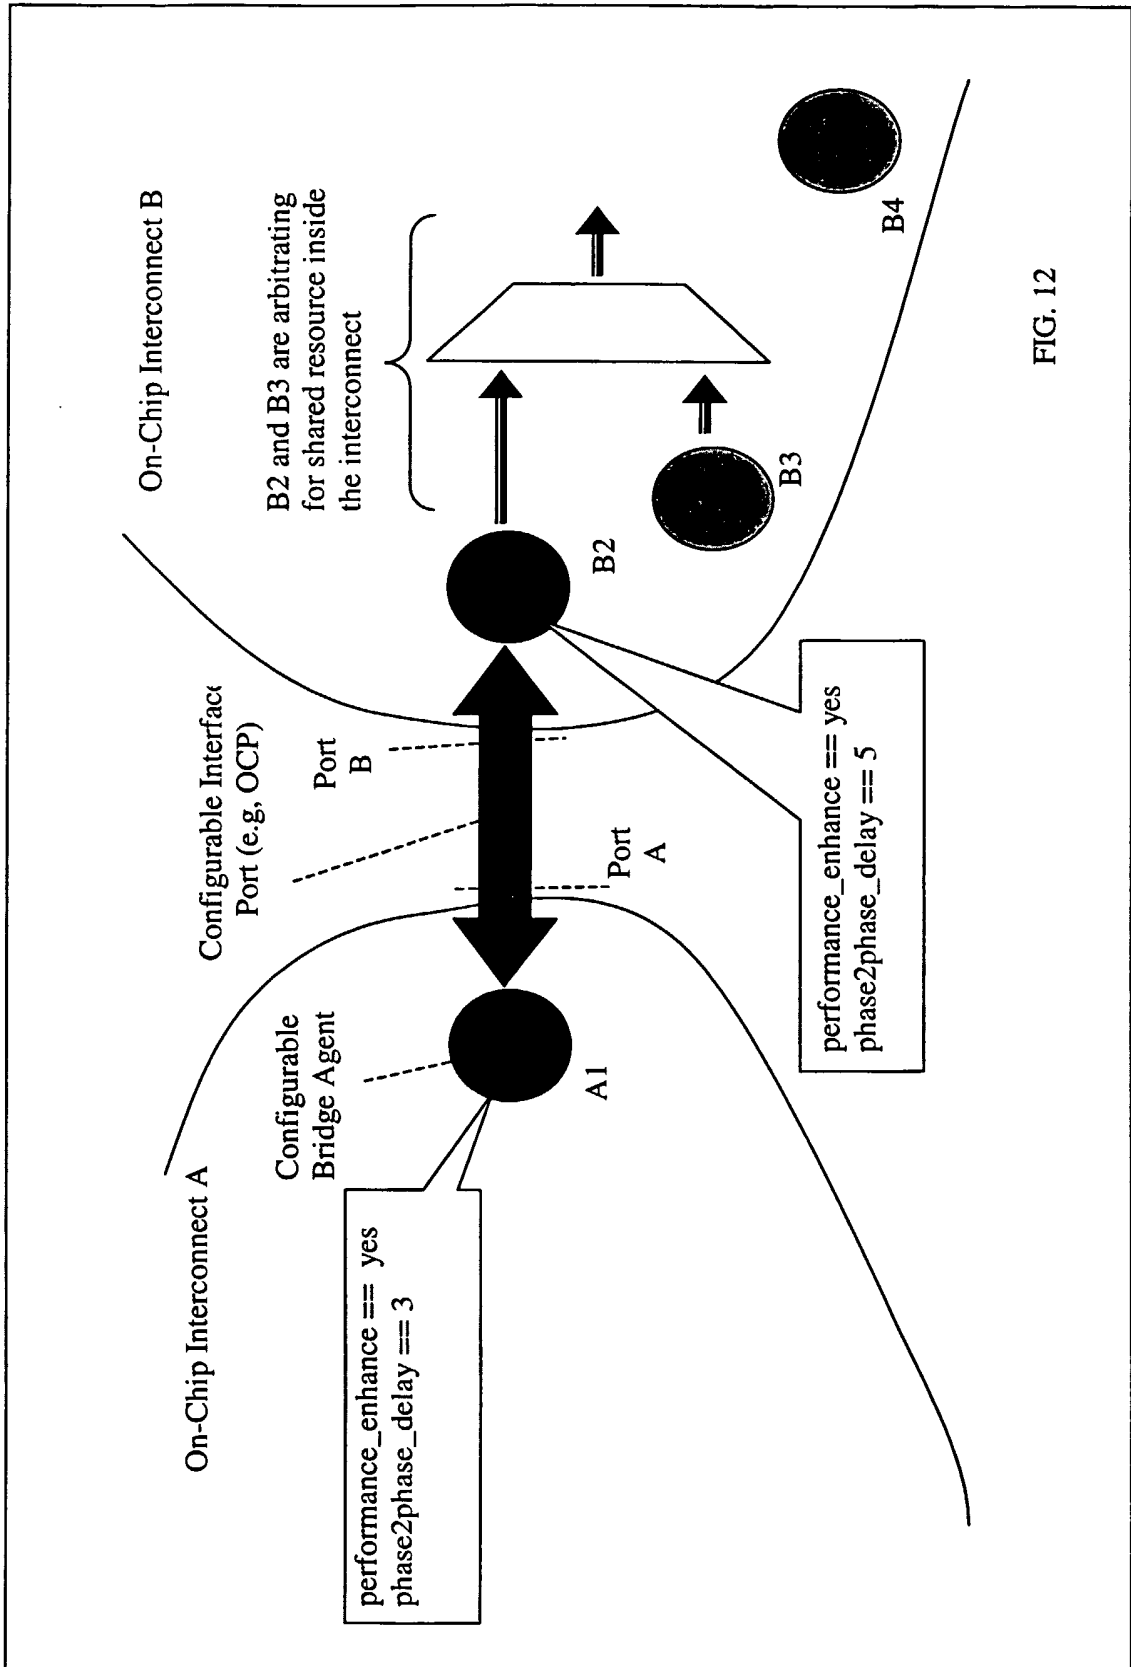 On-Chip Interconnect A
On-Chip Interconnect B
Configurable Interface
Port (e.g, OCP)
Configurable
Bridge Agent
Port
B
Port
A
B2 and B3 are arbitrating
for shared resource inside
the interconnect
A1
B2
B3
B4
performance_enhance == yes
phase2phase_delay == 3
performance_enhance == yes
phase2phase_delay == 5
FIG. 12